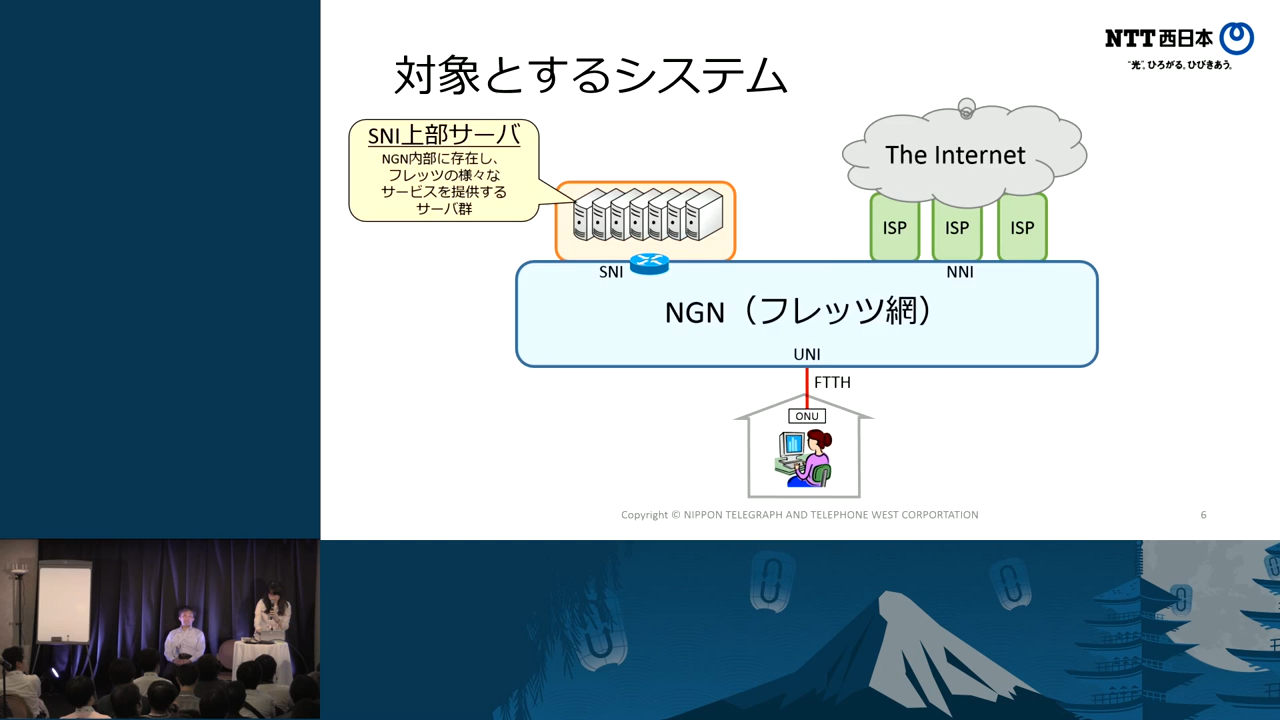 NTT西日本
“光”、ひろがる。ひびきあう。
対象とするシステム
SNI上部サーバ
NGN内部に存在し、
フレッツの様々な
サービスを提供する
サーバ群
The Internet
ISP
ISP
ISP
SNI
NNI
NGN（フレッツ網）
UNI
FTTH
ONU
Copyright © NIPPON TELEGRAPH AND TELEPHONE WEST CORPORTATION
6